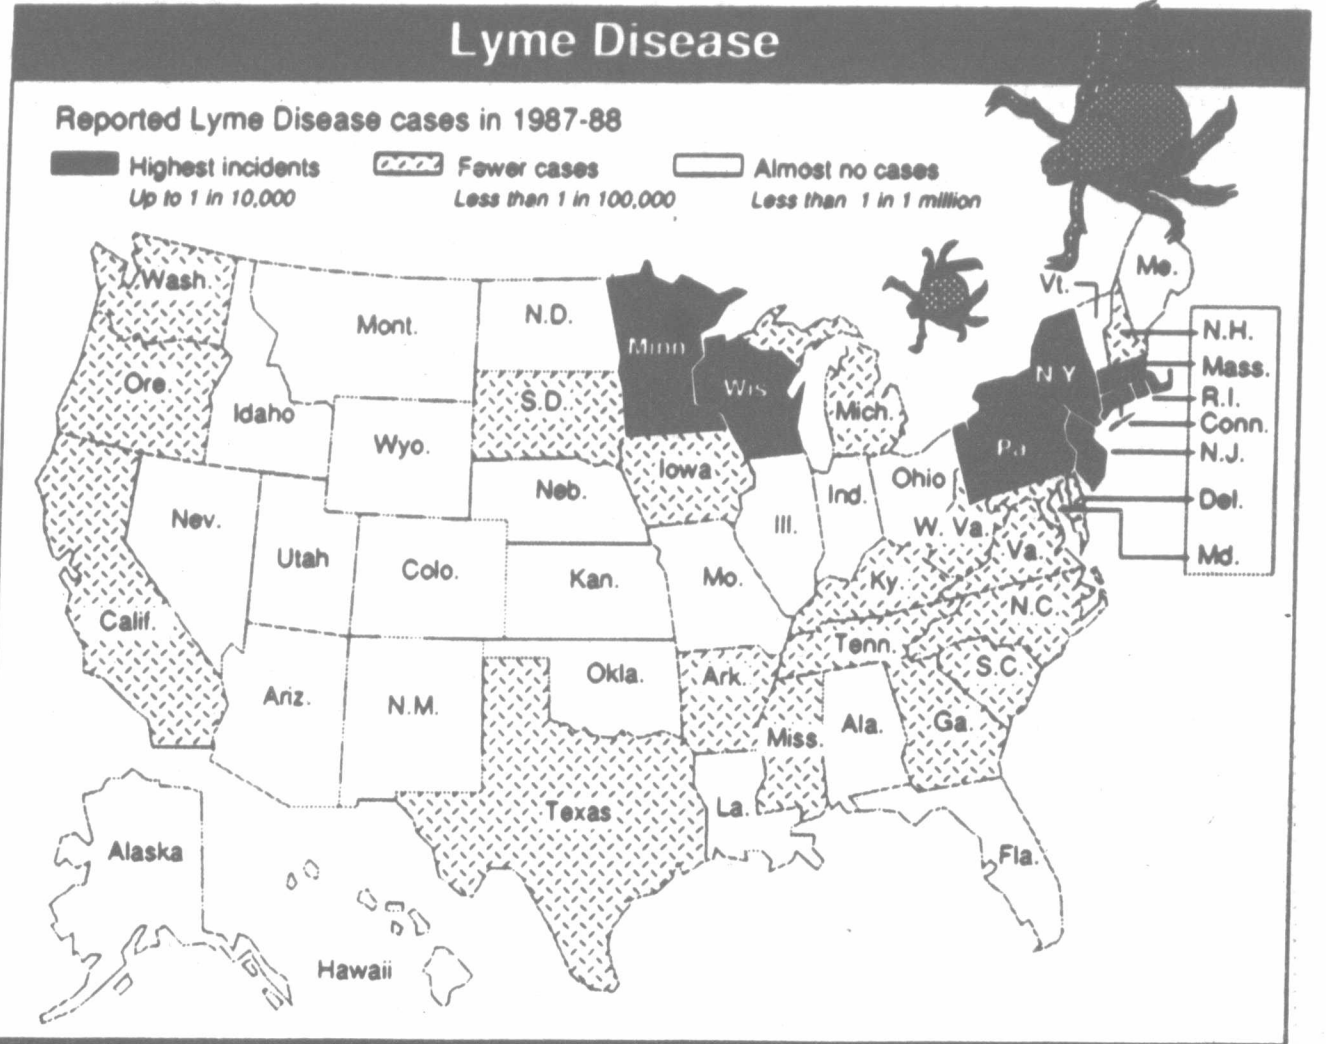 Lyme Disease
Reported Lyme Disease cases in 1987-88
Highest incidents
Up to 1 in 10,000
Fewer cases
Less than 1 in 100,000
Almost no cases
Less than 1 in 1 million
Wash.
Mont.
N.D.
Minn
Vt.
Me.
N.H.
Mass.
R.I.
Conn.
N.J.
Del.
Md.
Ore
Idaho
S.D.
Wis
Mich.
N Y
Wyo.
Iowa
Neb.
Ill.
Ind.
Ohio
Pa
Nev.
Utah
Colo.
Kan.
Mo.
W. Va.
Va.
Ky.
Calif.
Ariz.
N.M.
Okla.
Ark.
Tenn.
N.C.
S.C
Texas
La.
Miss.
Ala.
Ga.
Fla.
Alaska
Hawaii